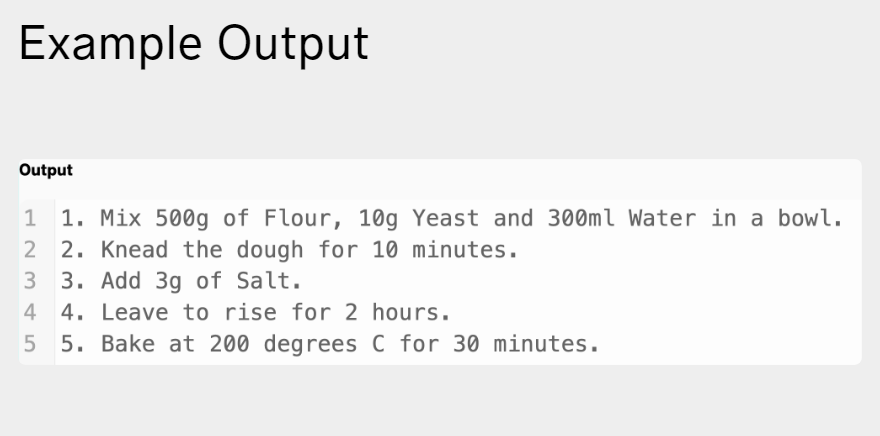 Example Output
Output
1 1. Mix 500g of Flour, 10g Yeast and 300ml Water in a bowl.
2 2. Knead the dough for 10 minutes.
3 3. Add 3g of Salt.
4 4. Leave to rise for 2 hours.
5 5. Bake at 200 degrees C for 30 minutes.